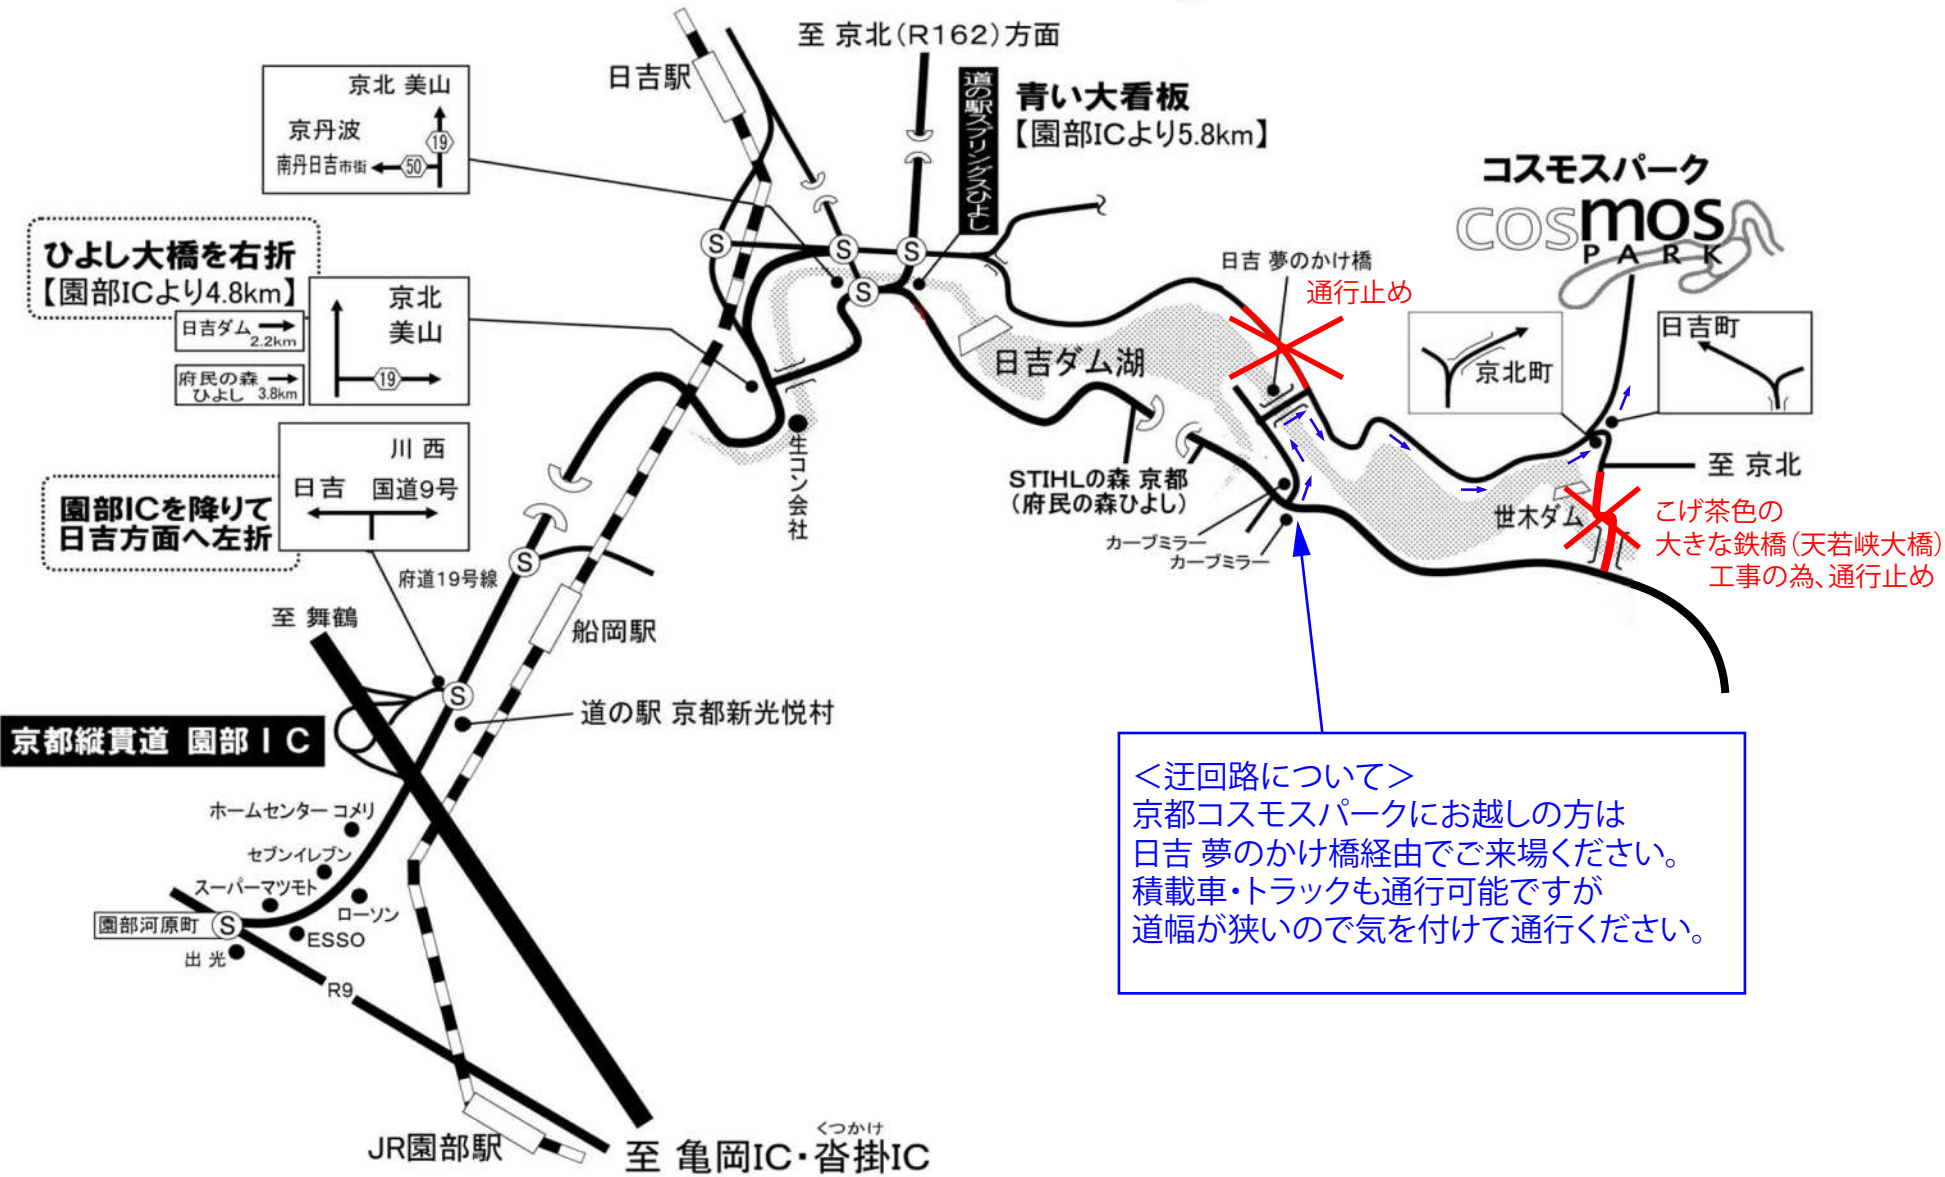 至 京北(R162)方面
日吉駅
京北 美山
京丹波
19
南丹日吉市街
50
道の駅スプリングスひよし
青い大看板
【園部ICより5.8km】
コスモスパーク
cosmos
PARK
ひよし大橋を右折
【園部ICより4.8km】
日吉ダム
2.2km
府民の森
ひよし 3.8km
京北
美山
19
S
S
S
S
日吉 夢のかけ橋
通行止め
日吉ダム湖
京北町
日吉町
至 京北
川 西
日吉 国道9号
園部ICを降りて
日吉方面へ左折
生コン会社
STIHLの森 京都
(府民の森ひよし)
カーブミラー
カーブミラー
世木ダム
こげ茶色の
大きな鉄橋(天若峡大橋)
工事の為、通行止め
府道19号線
S
至 舞鶴
船岡駅
S
道の駅 京都新光悦村
京都縦貫道 園部IC
<迂回路について>
京都コスモスパークにお越しの方は
日吉 夢のかけ橋経由でご来場ください。
積載車・トラックも通行可能ですが
道幅が狭いので気を付けて通行ください。
ホームセンター コメリ
セブンイレブン
スーパーマツモト
ローソン
園部河原町
S
ESSO
出 光
R9
JR園部駅
くつかけ
至 亀岡IC・沓掛IC